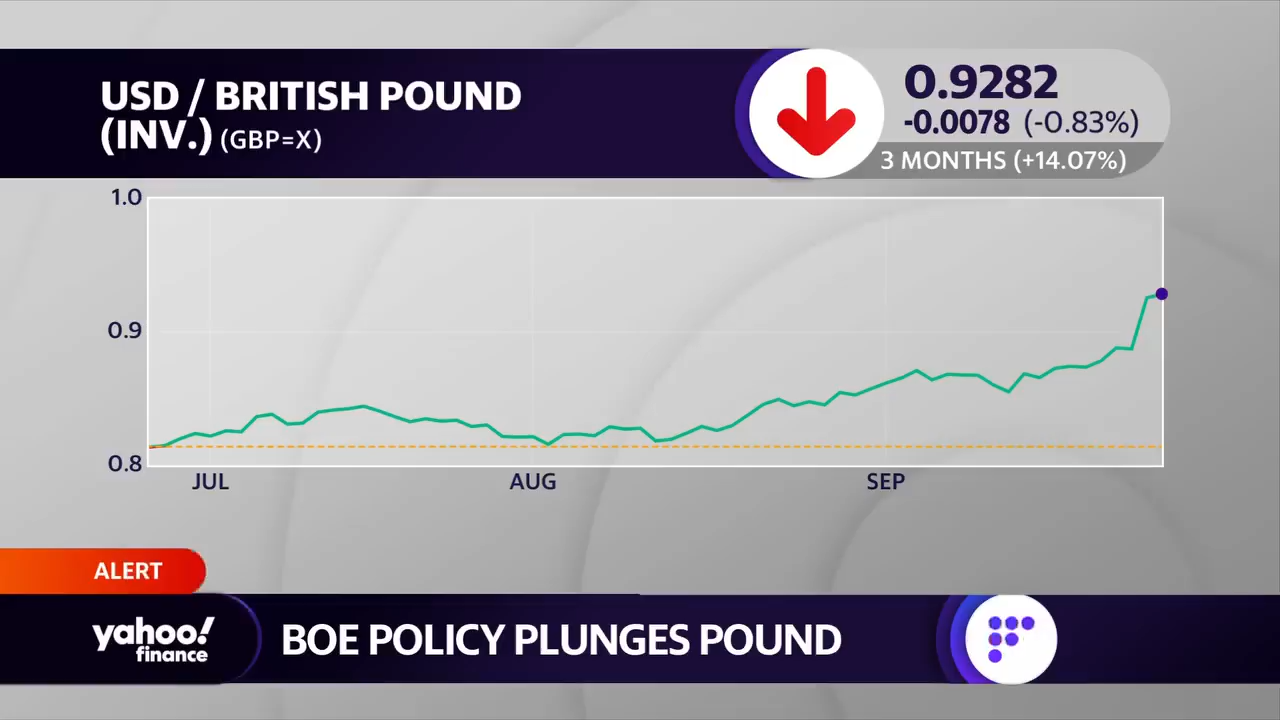 USD / BRITISH POUND
(INV.) (GBP=X)
0.9282
-0.0078 (-0.83%)
3 MONTHS (+14.07%)
1.0
0.9
0.8
JUL AUG SEP
ALERT
yahoo!
finance
BOE POLICY PLUNGES POUND